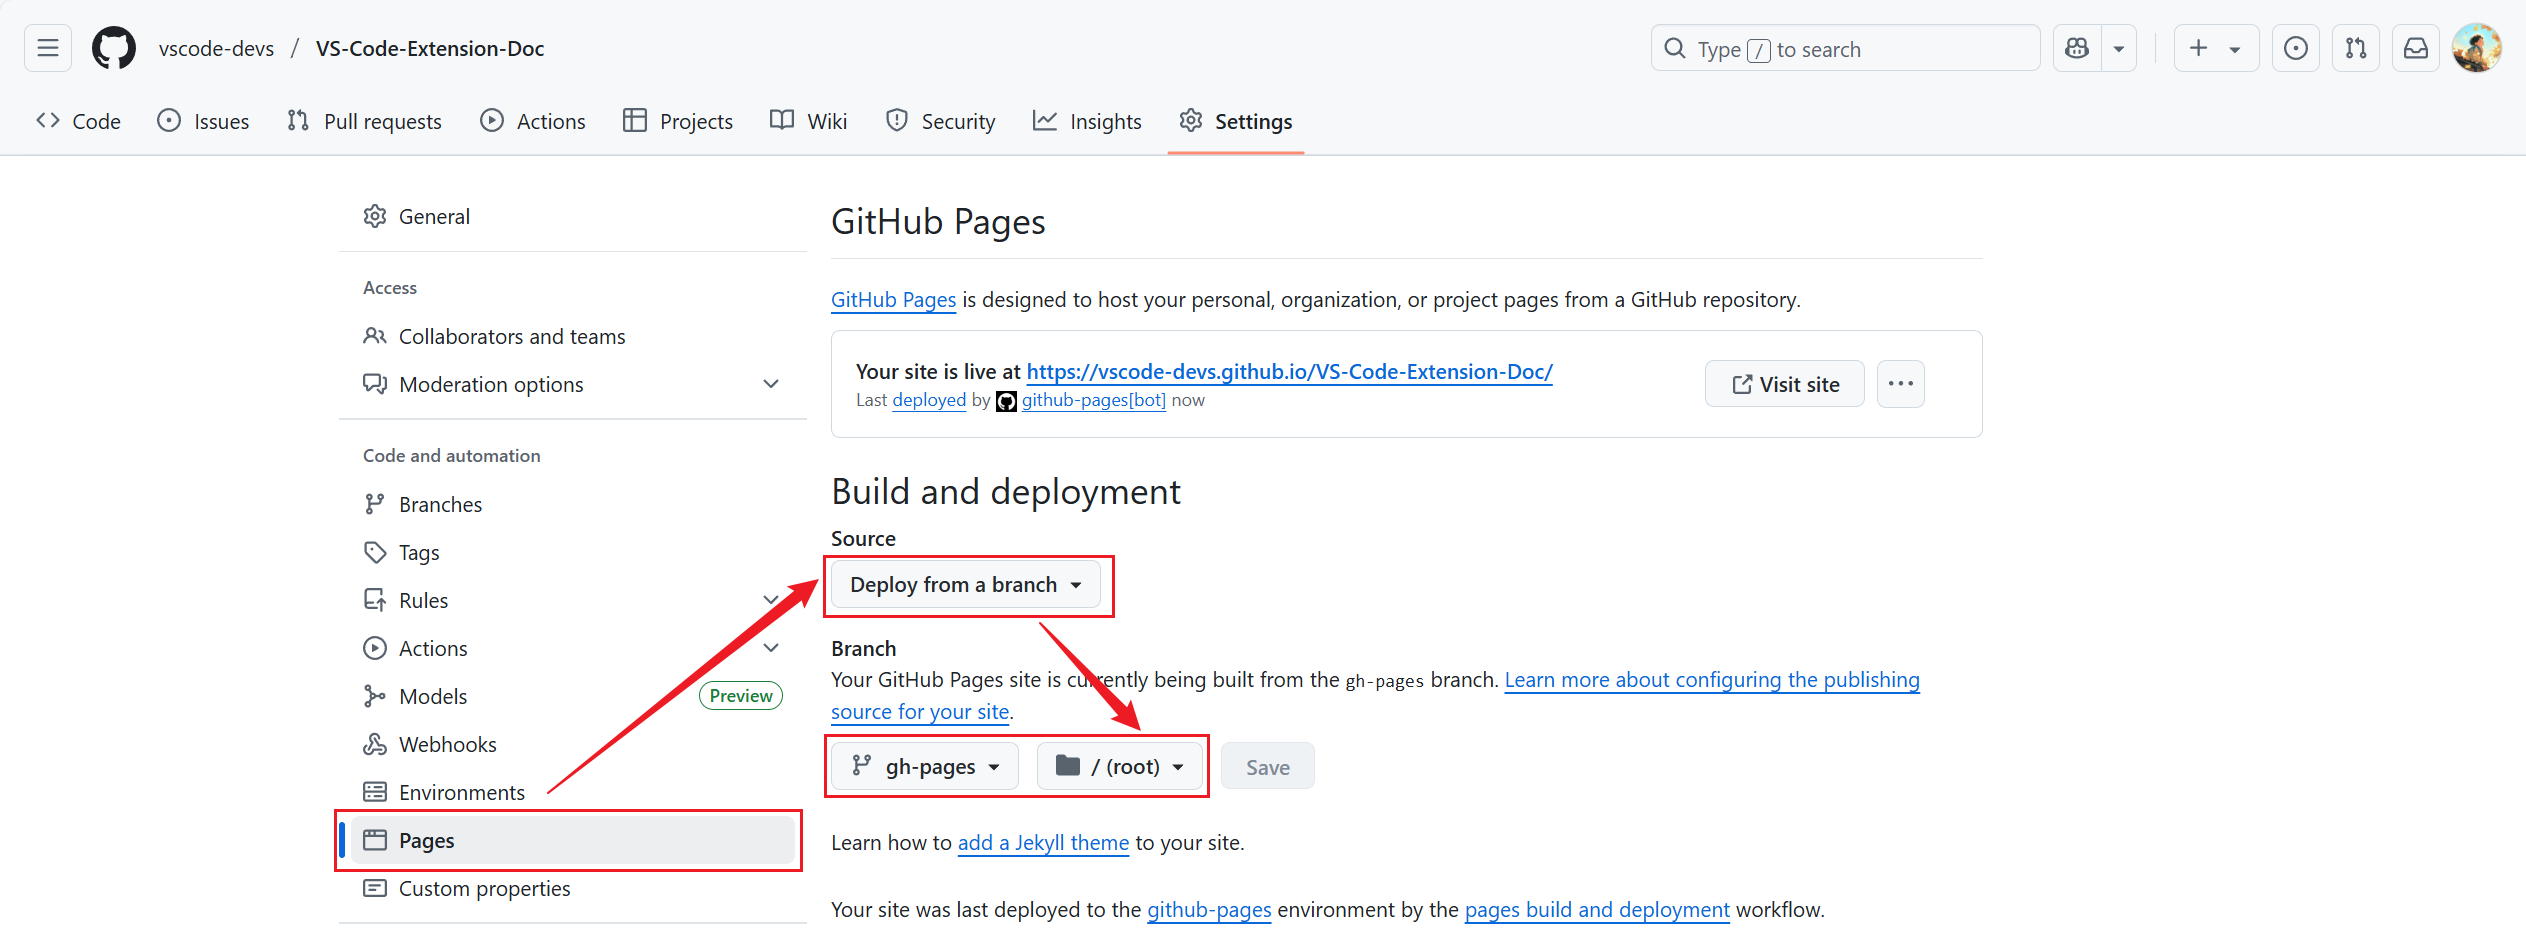 vscode-devs / VS-Code-Extension-Doc
Type / to search
Code Issues Pull requests Actions Projects Wiki Security Insights Settings
General
Access
Collaborators and teams
Moderation options
Code and automation
Branches
Tags
Rules
Actions
Models Preview
Webhooks
Environments
Pages
Custom properties
GitHub Pages
GitHub Pages is designed to host your personal, organization, or project pages from a GitHub repository.
Your site is live at https://vscode-devs.github.io/VS-Code-Extension-Doc/
Last deployed by github-pages[bot] now
Visit site
Build and deployment
Source
Deploy from a branch
Branch
Your GitHub Pages site is currently being built from the gh-pages branch. Learn more about configuring the publishing
source for your site.
gh-pages / (root) Save
Learn how to add a Jekyll theme to your site.
Your site was last deployed to the github-pages environment by the pages build and deployment workflow.